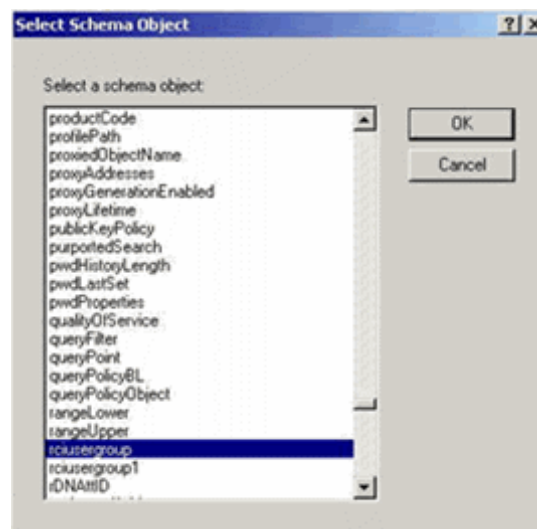 Select Schema Object
Select a schema object:
productCode
profilePath
proxiedObjectName
proxyAddresses
proxyGenerationEnabled
proxyLifetime
publicKeyPolicy
purportedSearch
pwdHistoryLength
pwdLastSet
pwdProperties
qualityOfService
queryFilter
queryPoint
queryPolicyBL
queryPolicyObject
rangeLower
rangeUpper
rciusergroup
rciusergroup1
rDNAttID
OK
Cancel